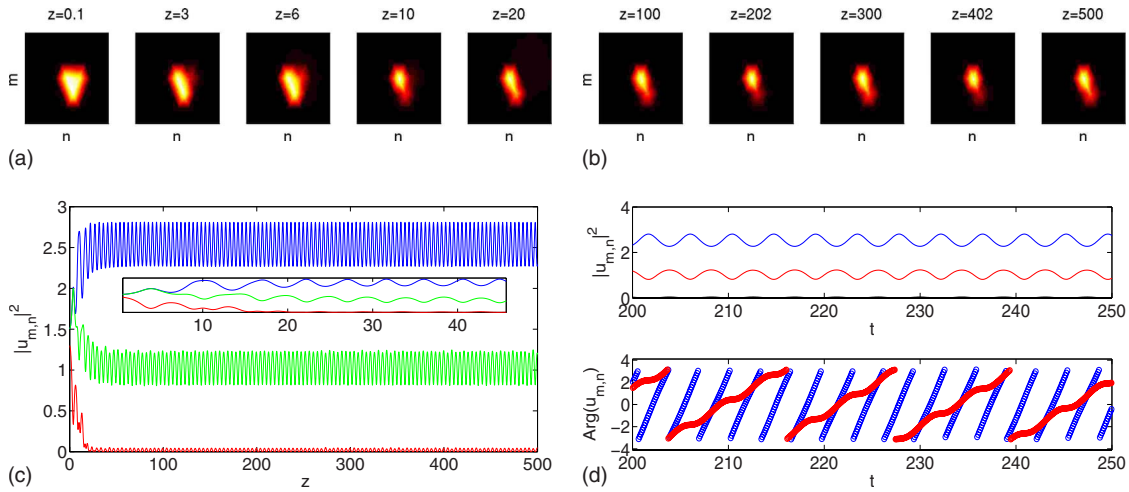 z=0.1 z=3 z=6 z=10 z=20
m
n n n n n
(a)
z=100 z=202 z=300 z=402 z=500
m
n n n n n
(b)
3
2.5
2
1.5
1
0.5
0
|u_{m,n}|^2
10 20 30 40
0 100 200 300 400 500
z
(c)
4
2
0
|u_{m,n}|^2
200 210 220 230 240 250
t
4
2
0
−2
−4
Arg(u_{m,n})
200 210 220 230 240 250
t
(d)